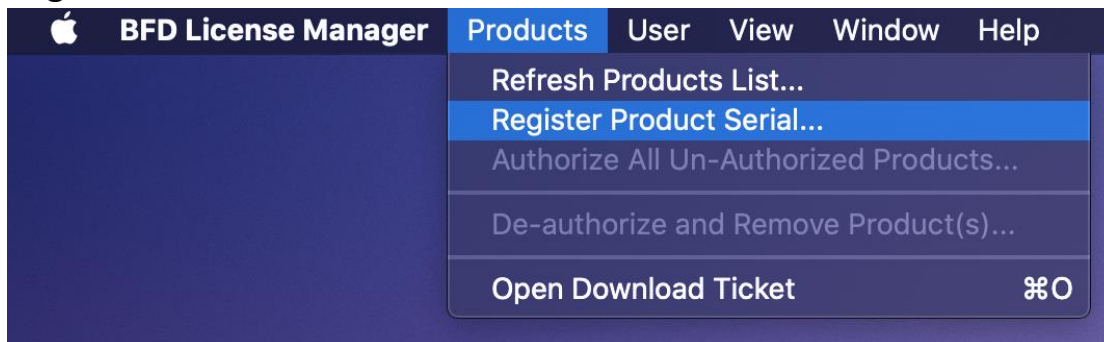 BFD License Manager Products User View Window Help
Refresh Products List...
Register Product Serial...
Authorize All Un-Authorized Products...
De-authorize and Remove Product(s)...
Open Download Ticket ⌘O